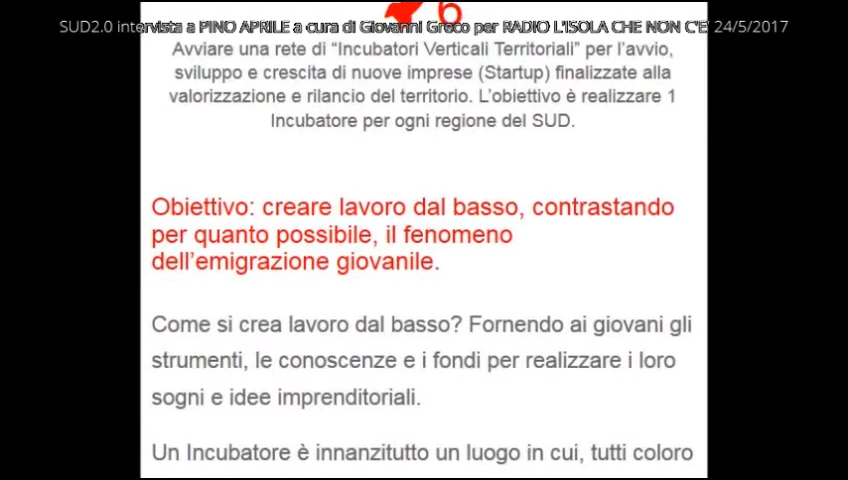 6
SUD2.0 intervista a PINO APRILE a cura di Giovanni Greco per RADIO L'ISOLA CHE NON C'E' 24/5/2017
Avviare una rete di “Incubatori Verticali Territoriali” per l’avvio,
sviluppo e crescita di nuove imprese (Startup) finalizzate alla
valorizzazione e rilancio del territorio. L’obiettivo è realizzare 1
Incubatore per ogni regione del SUD.
Obiettivo: creare lavoro dal basso, contrastando
per quanto possibile, il fenomeno
dell’emigrazione giovanile.
Come si crea lavoro dal basso? Fornendo ai giovani gli
strumenti, le conoscenze e i fondi per realizzare i loro
sogni e idee imprenditoriali.
Un Incubatore è innanzitutto un luogo in cui, tutti coloro